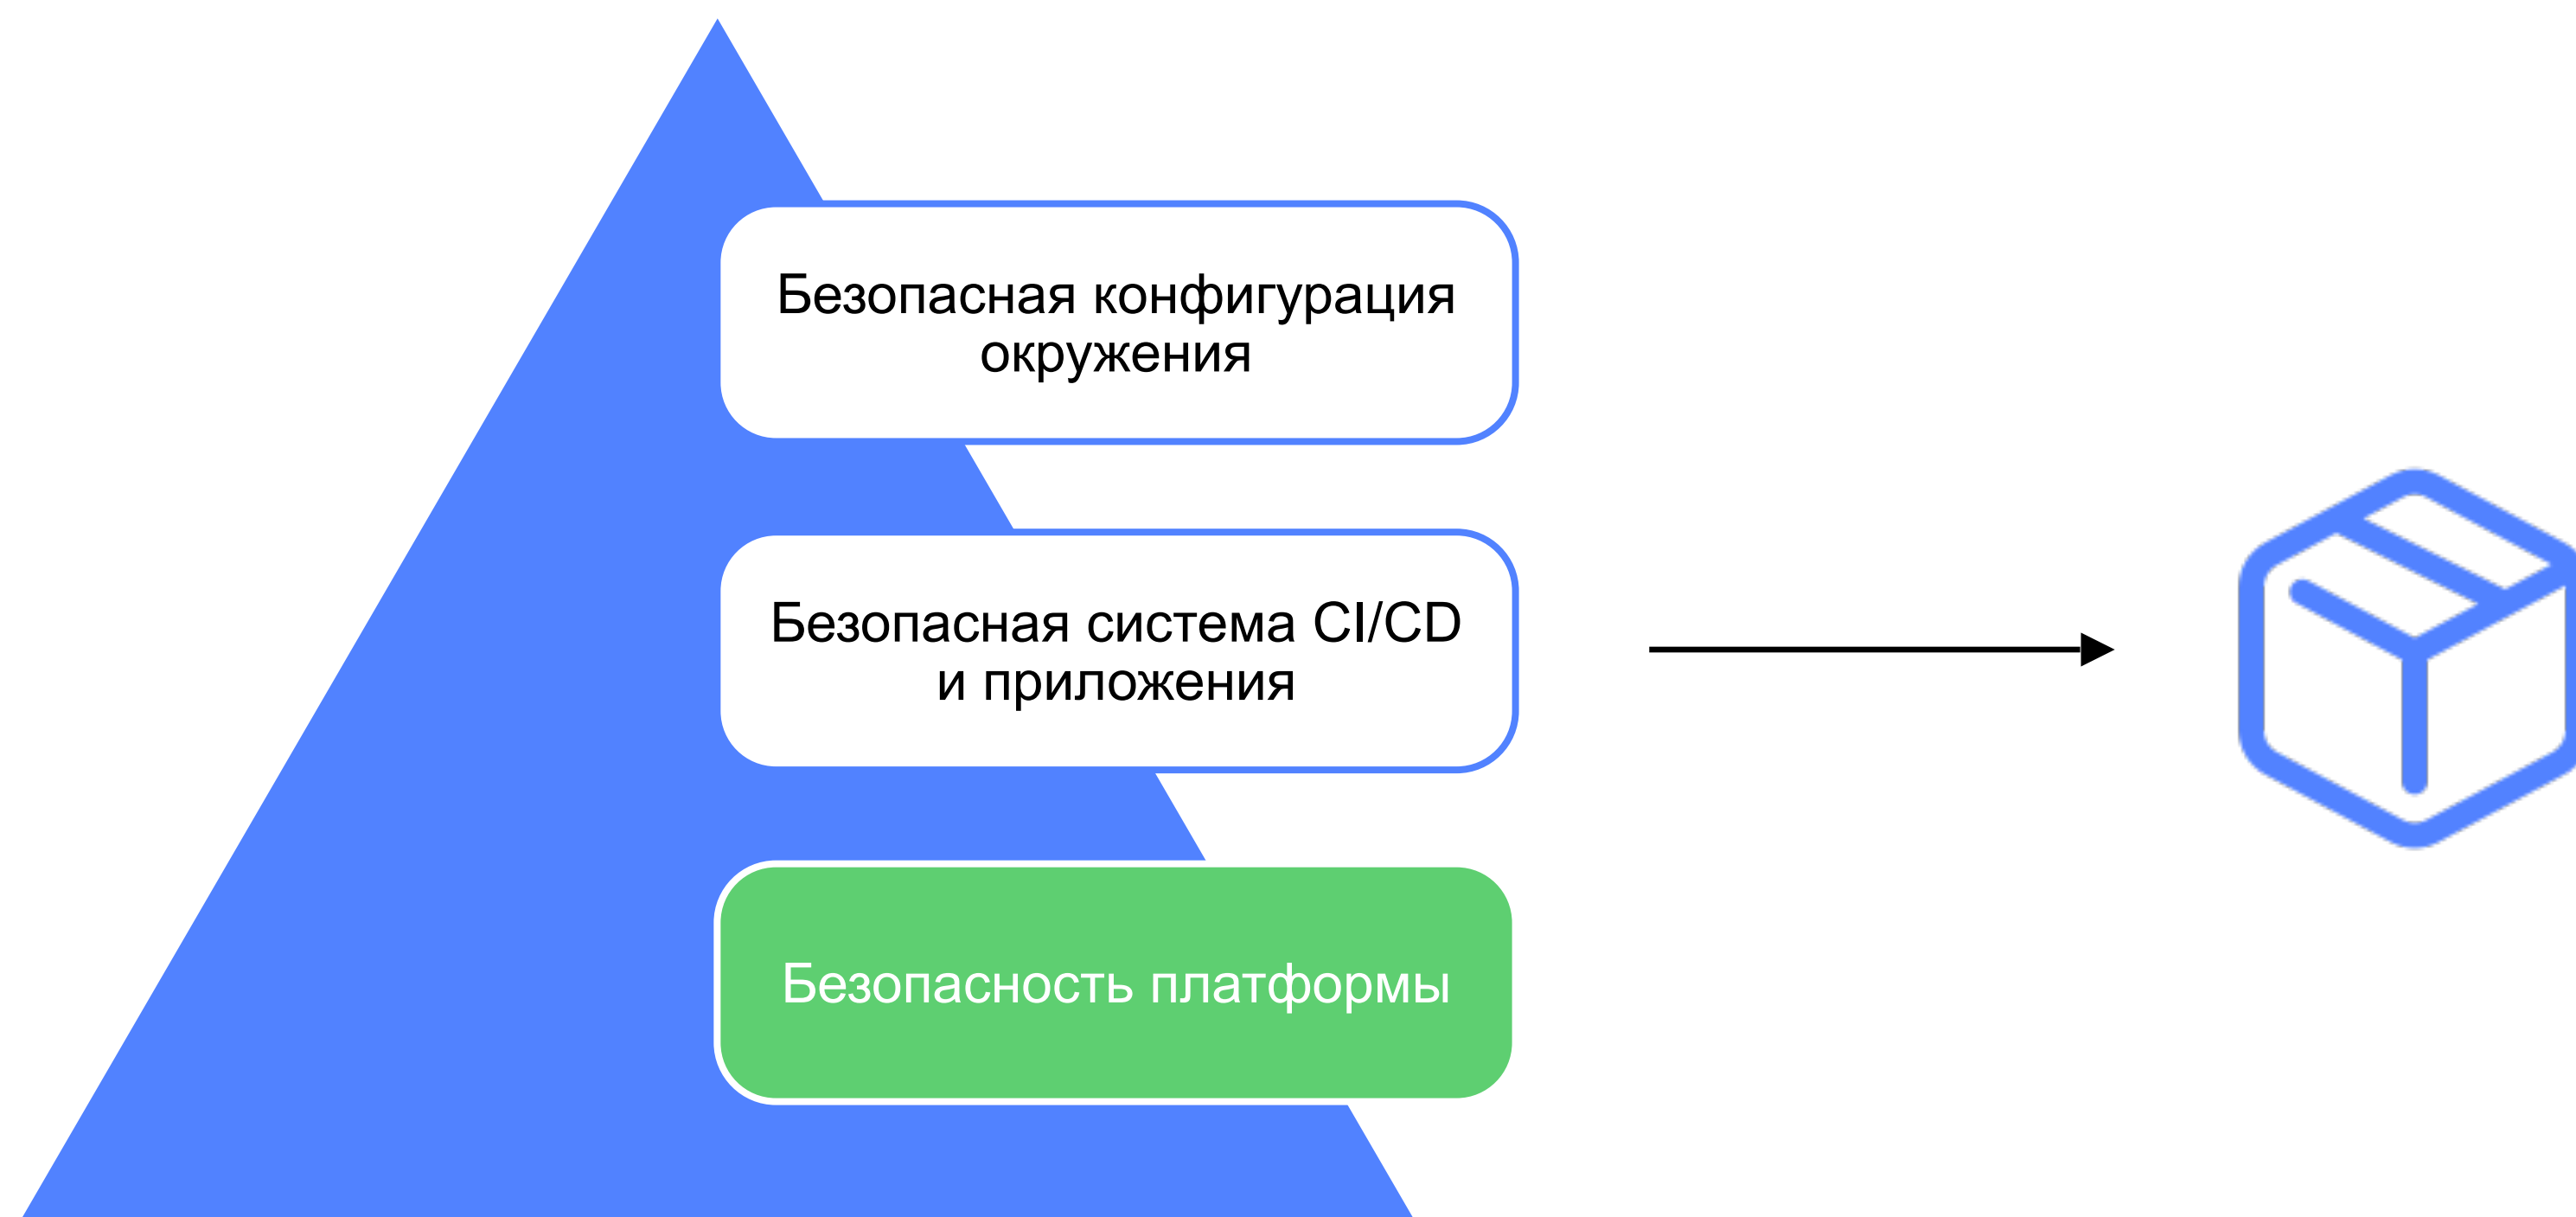 Безопасная конфигурация
окружения
Безопасная система CI/CD
и приложения
Безопасность платформы